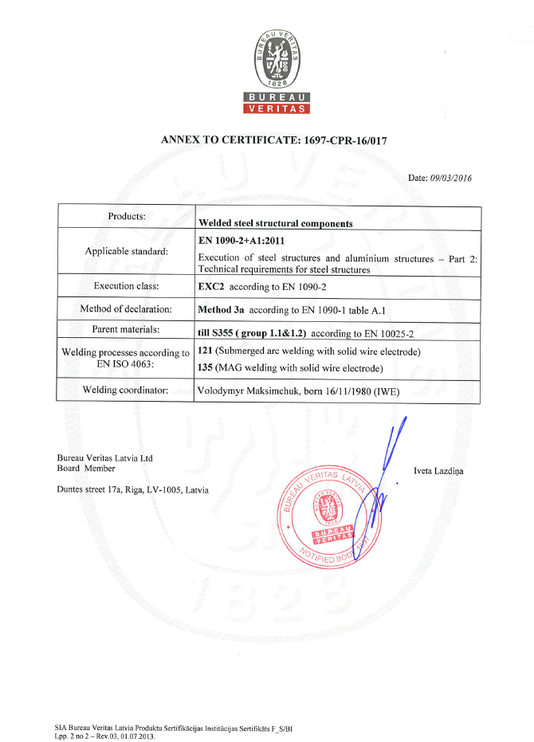 BUREAU VERITAS
1828
BUREAU
VERITAS
ANNEX TO CERTIFICATE: 1697-CPR-16/017
Date: 09/03/2016
Products:
Welded steel structural components
Applicable standard:
EN 1090-2+A1:2011
Execution of steel structures and aluminium structures – Part 2:
Technical requirements for steel structures
Execution class:
EXC2 according to EN 1090-2
Method of declaration:
Method 3a according to EN 1090-1 table A.1
Parent materials:
till S355 ( group 1.1&1.2) according to EN 10025-2
Welding processes according to
EN ISO 4063:
121 (Submerged arc welding with solid wire electrode)
135 (MAG welding with solid wire electrode)
Welding coordinator:
Volodymyr Maksimchuk, born 16/11/1980 (IWE)
Bureau Veritas Latvia Ltd
Board Member
Iveta Lazdiņa
Duntes street 17a, Riga, LV-1005, Latvia
BUREAU VERITAS LATVIA
BUREAU
VERITAS
NOTIFIED BODY 1697
1828
SIA Bureau Veritas Latvia Produktu Sertifikācijas Institūcijas Sertifikāts F_S/BI
Lpp. 2 no 2 – Rev.03, 01.07.2013.